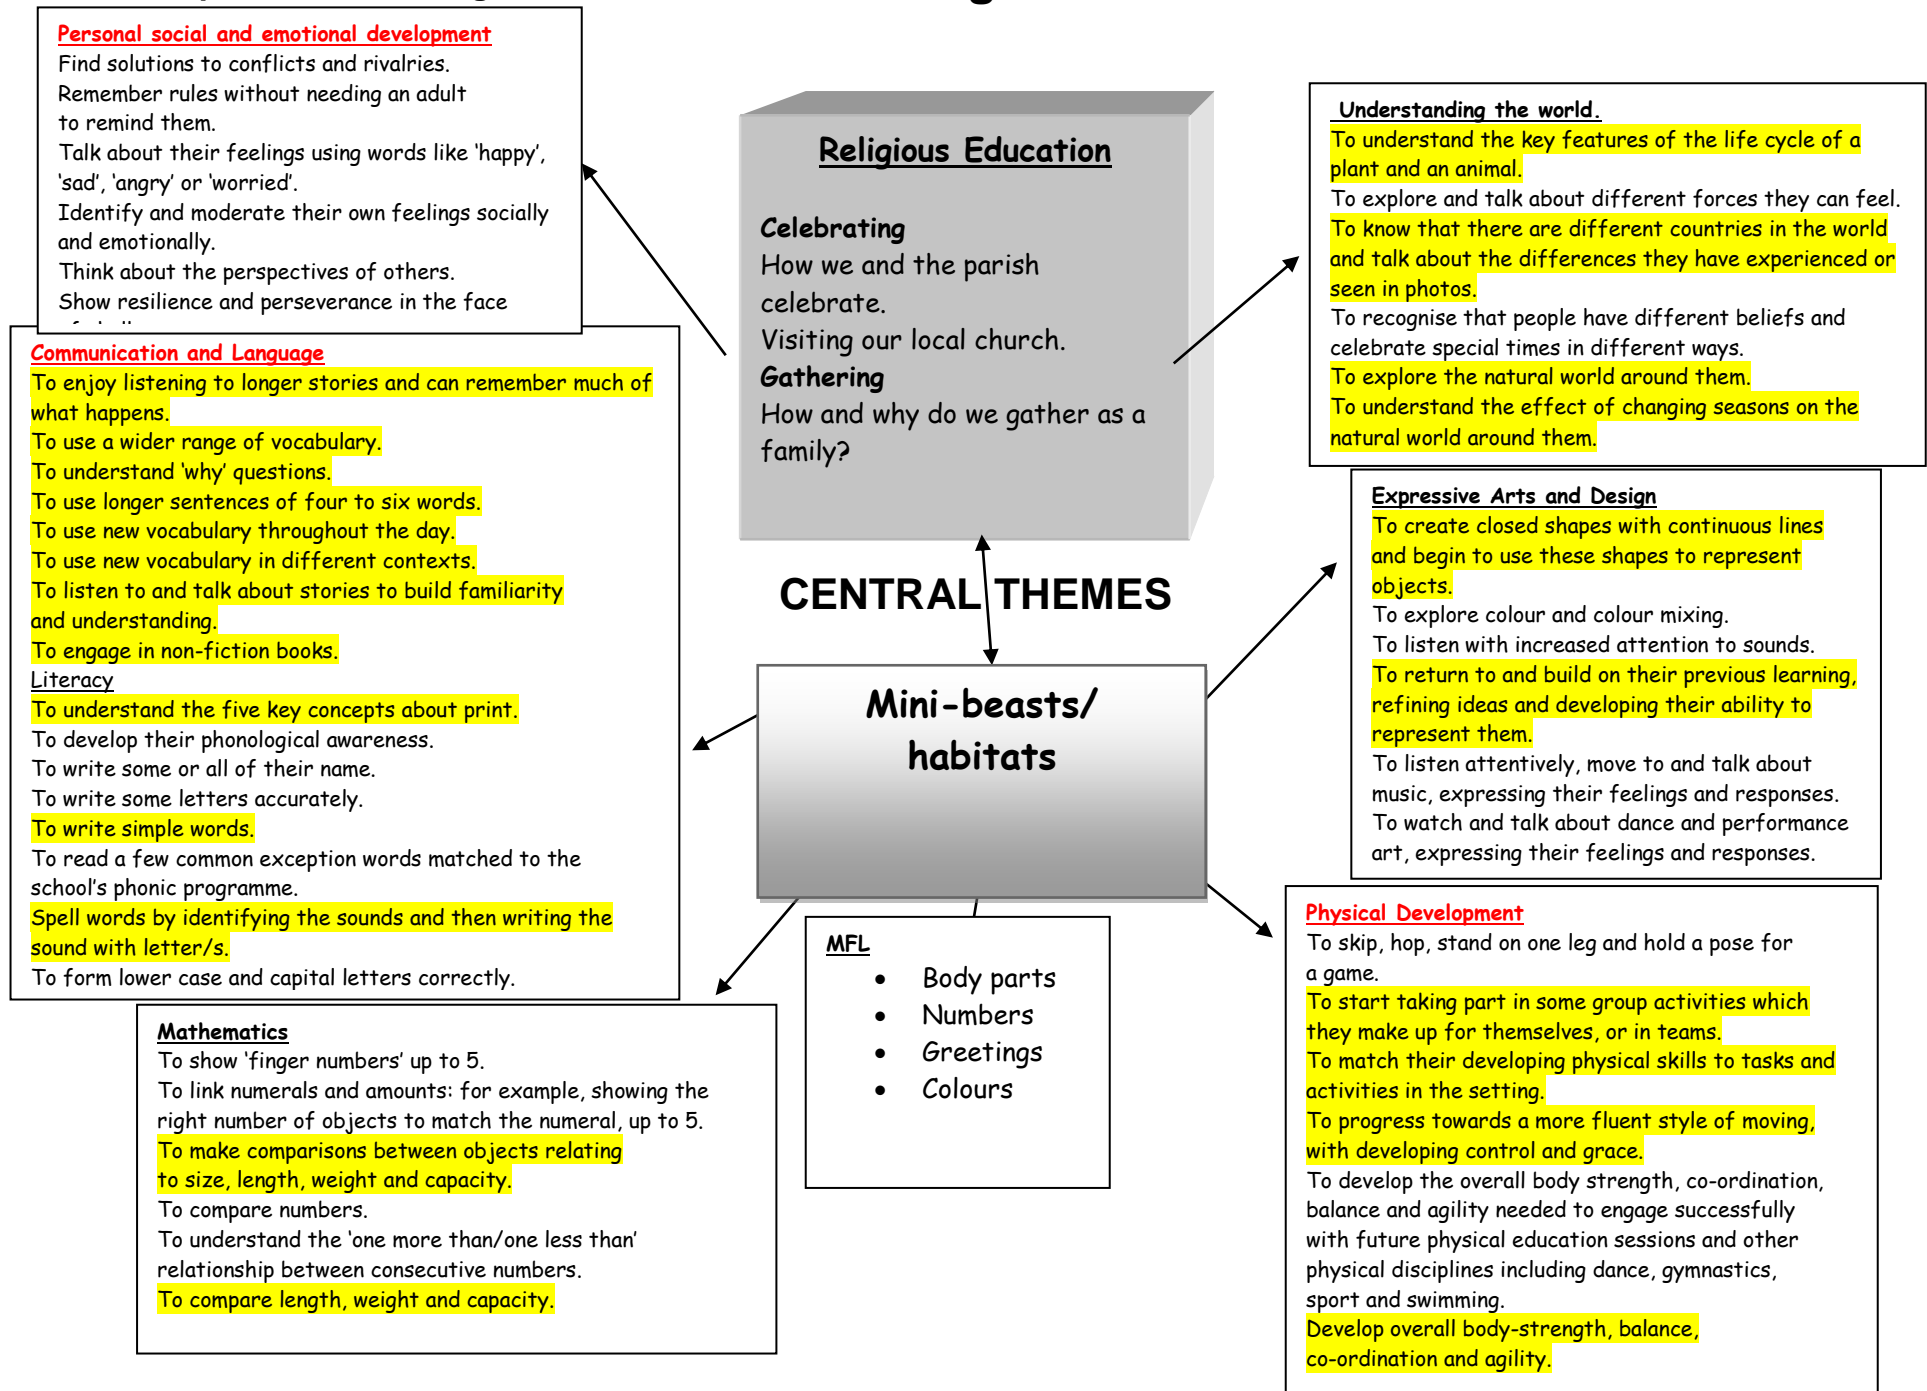 Personal social and emotional development
Find solutions to conflicts and rivalries.
Remember rules without needing an adult
to remind them.
Talk about their feelings using words like ‘happy’,
‘sad’, ‘angry’ or ‘worried’.
Identify and moderate their own feelings socially
and emotionally.
Think about the perspectives of others.
Show resilience and perseverance in the face
Communication and Language
To enjoy listening to longer stories and can remember much of
what happens.
To use a wider range of vocabulary.
To understand ‘why’ questions.
To use longer sentences of four to six words.
To use new vocabulary throughout the day.
To use new vocabulary in different contexts.
To listen to and talk about stories to build familiarity
and understanding.
To engage in non-fiction books.
Literacy
To understand the five key concepts about print.
To develop their phonological awareness.
To write some or all of their name.
To write some letters accurately.
To write simple words.
To read a few common exception words matched to the
school’s phonic programme.
Spell words by identifying the sounds and then writing the
sound with letter/s.
To form lower case and capital letters correctly.
Mathematics
To show ‘finger numbers’ up to 5.
To link numerals and amounts: for example, showing the
right number of objects to match the numeral, up to 5.
To make comparisons between objects relating
to size, length, weight and capacity.
To compare numbers.
To understand the ‘one more than/one less than’
relationship between consecutive numbers.
To compare length, weight and capacity.
Religious Education
Celebrating
How we and the parish
celebrate.
Visiting our local church.
Gathering
How and why do we gather as a
family?
CENTRAL THEMES
Mini-beasts/
habitats
MFL
• Body parts
• Numbers
• Greetings
• Colours
Understanding the world.
To understand the key features of the life cycle of a
plant and an animal.
To explore and talk about different forces they can feel.
To know that there are different countries in the world
and talk about the differences they have experienced or
seen in photos.
To recognise that people have different beliefs and
celebrate special times in different ways.
To explore the natural world around them.
To understand the effect of changing seasons on the
natural world around them.
Expressive Arts and Design
To create closed shapes with continuous lines
and begin to use these shapes to represent
objects.
To explore colour and colour mixing.
To listen with increased attention to sounds.
To return to and build on their previous learning,
refining ideas and developing their ability to
represent them.
To listen attentively, move to and talk about
music, expressing their feelings and responses.
To watch and talk about dance and performance
art, expressing their feelings and responses.
Physical Development
To skip, hop, stand on one leg and hold a pose for
a game.
To start taking part in some group activities which
they make up for themselves, or in teams.
To match their developing physical skills to tasks and
activities in the setting.
To progress towards a more fluent style of moving,
with developing control and grace.
To develop the overall body strength, co-ordination,
balance and agility needed to engage successfully
with future physical education sessions and other
physical disciplines including dance, gymnastics,
sport and swimming.
Develop overall body-strength, balance,
co-ordination and agility.